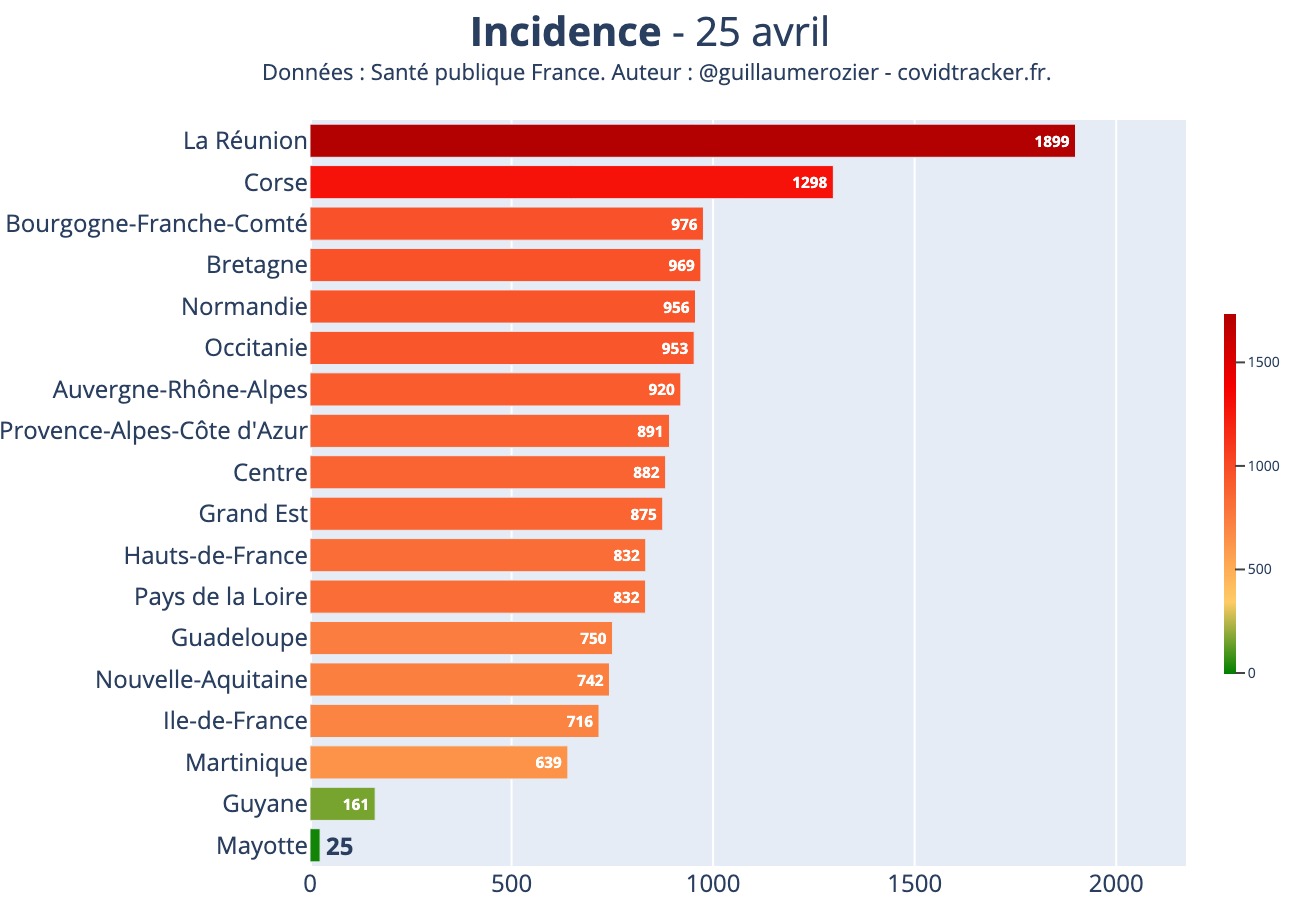 Incidence - 25 avril
Données : Santé publique France. Auteur : @guillaumerozier - covidtracker.fr.
La Réunion 1899
Corse 1298
Bourgogne-Franche-Comté 976
Bretagne 969
Normandie 956
Occitanie 953
Auvergne-Rhône-Alpes 920
Provence-Alpes-Côte d'Azur 891
Centre 882
Grand Est 875
Hauts-de-France 832
Pays de la Loire 832
Guadeloupe 750
Nouvelle-Aquitaine 742
Ile-de-France 716
Martinique 639
Guyane 161
Mayotte 25
0 500 1000 1500 2000
1500
1000
500
0